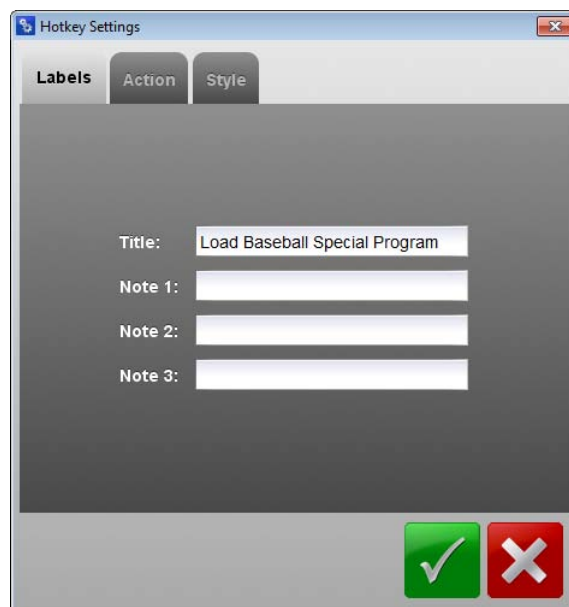 Hotkey Settings
Labels Action Style
Title: Load Baseball Special Program
Note 1:
Note 2:
Note 3: